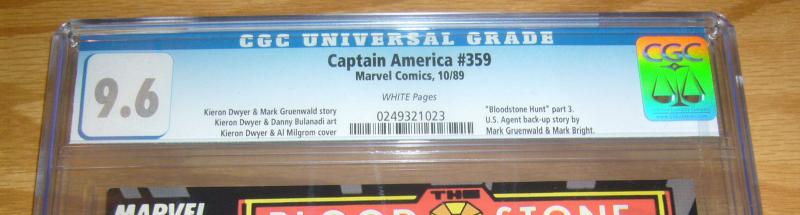 CGC UNIVERSAL GRADE
9.6
Captain America #359
Marvel Comics, 10/89
WHITE Pages
Kieron Dwyer & Mark Gruenwald story
Kieron Dwyer & Danny Bulanadi art
Kieron Dwyer & Al Milgrom cover
0249321023
"Bloodstone Hunt" part 3.
U.S. Agent back-up story by
Mark Gruenwald & Mark Bright.
CGC
MARVEL
THE
BLOOD STONE